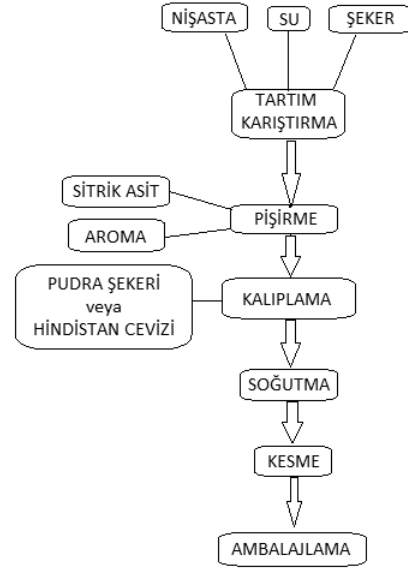 NİŞASTA
SU
ŞEKER
TARTIM
KARIŞTIRMA
SİTRİK ASİT
PİŞİRME
AROMA
PUDRA ŞEKERİ
veya
HİNDİSTAN CEVİZİ
KALIPLAMA
SOĞUTMA
KESME
AMBALAJLAMA